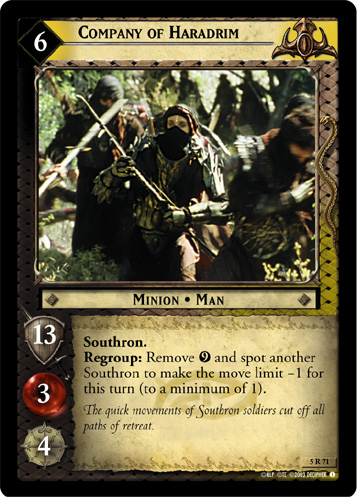 6
COMPANY OF HARADRIM
MINION • MAN
13
3
4
Southron.
Regroup: Remove 9 and spot another
Southron to make the move limit –1 for
this turn (to a minimum of 1).
The quick movements of Southron soldiers cut off all
paths of retreat.
5 R 71